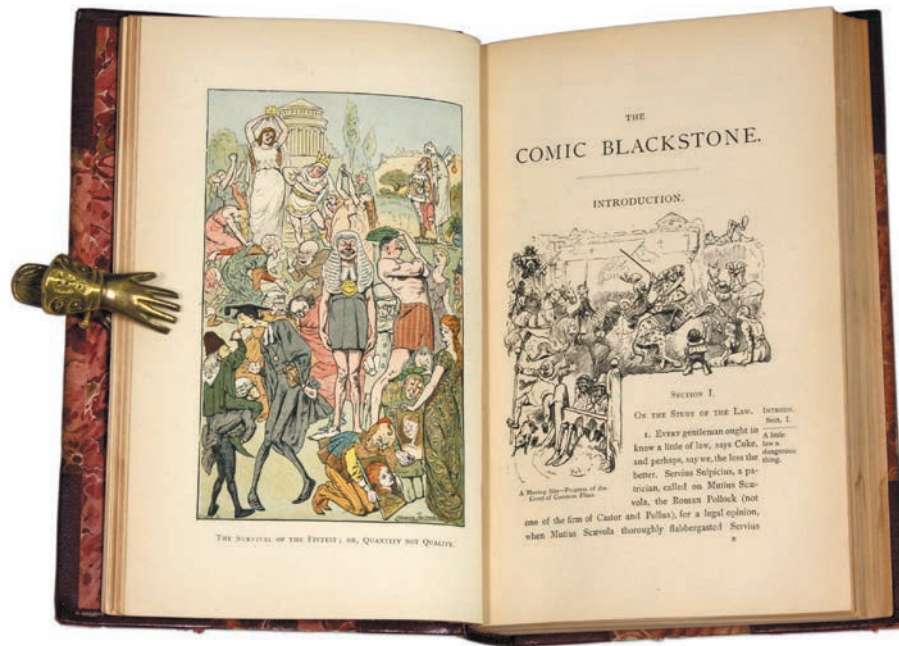 THE SURVIVAL OF THE FITTEST; OR, QUANTITY NOT QUALITY.
THE
COMIC BLACKSTONE.
INTRODUCTION.
A Moving Site—Progress of the
Court of Common Pleas.
SECTION I.
ON THE STUDY OF THE LAW.
INTROD.
SECT. I.
A little
law a
dangerous
thing.
1. EVERY gentleman ought to
know a little of law, says Coke,
and perhaps, say we, the less the
better. Servius Sulpicius, a pa-
trician, called on Mutius Scæ-
vola, the Roman Pollock (not
one of the firm of Castor and Pollux), for a legal opinion,
when Mutius Scævola thoroughly flabbergasted Servius
B